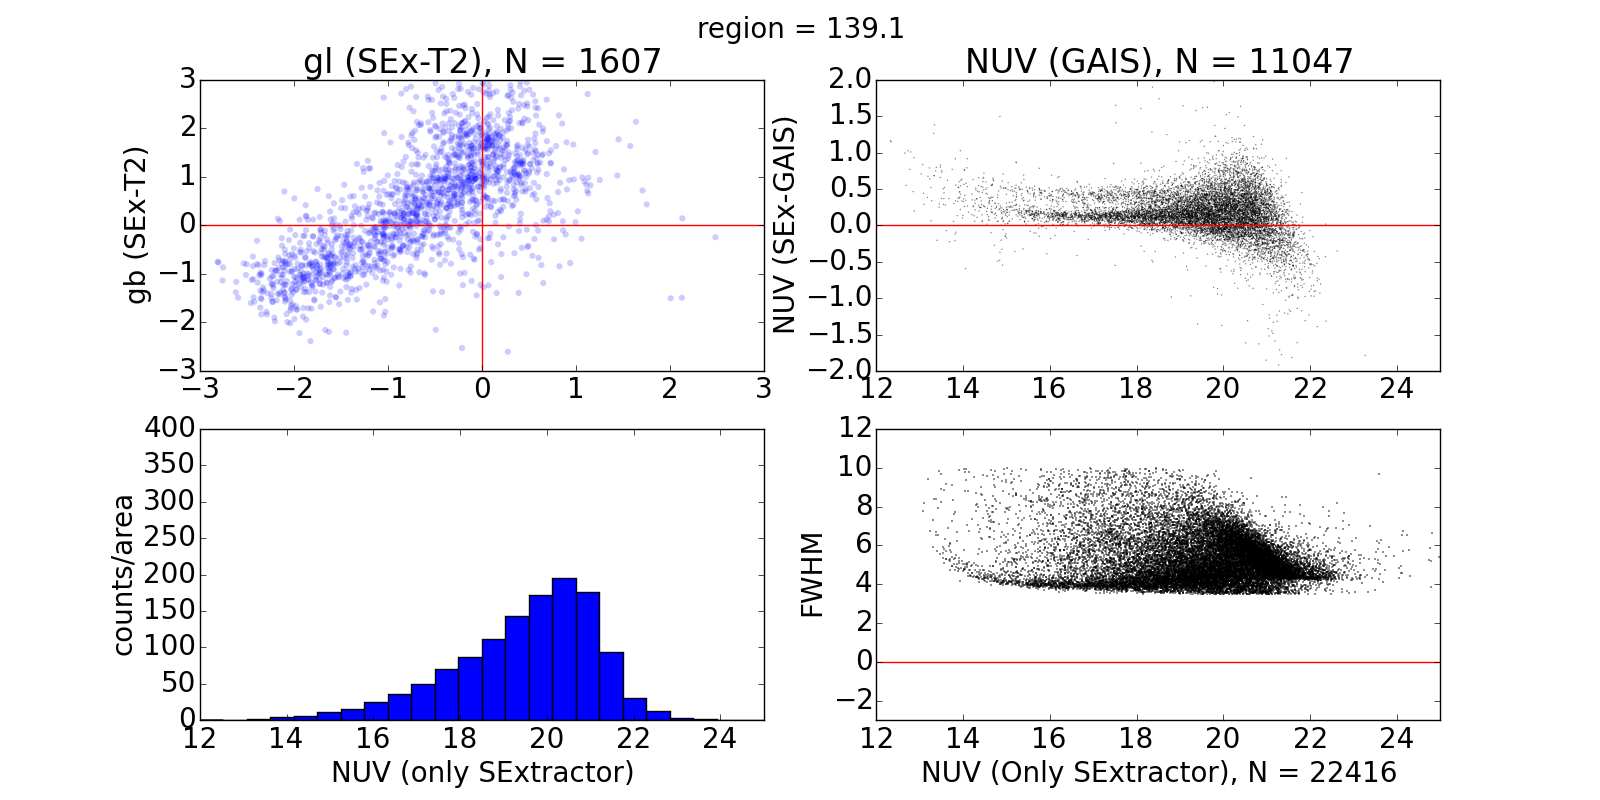 region = 139.1
gl (SEx-T2), N = 1607
NUV (GAIS), N = 11047
3
2
1
0
−1
−2
−3
gb (SEx-T2)
−3 −2 −1 0 1 2 3
2.0
1.5
1.0
0.5
0.0
−0.5
−1.0
−1.5
−2.0
NUV (SEx-GAIS)
12 14 16 18 20 22 24
400
350
300
250
200
150
100
50
0
counts/area
12 14 16 18 20 22 24
NUV (only SExtractor)
12
10
8
6
4
2
0
−2
FWHM
12 14 16 18 20 22 24
NUV (Only SExtractor), N = 22416